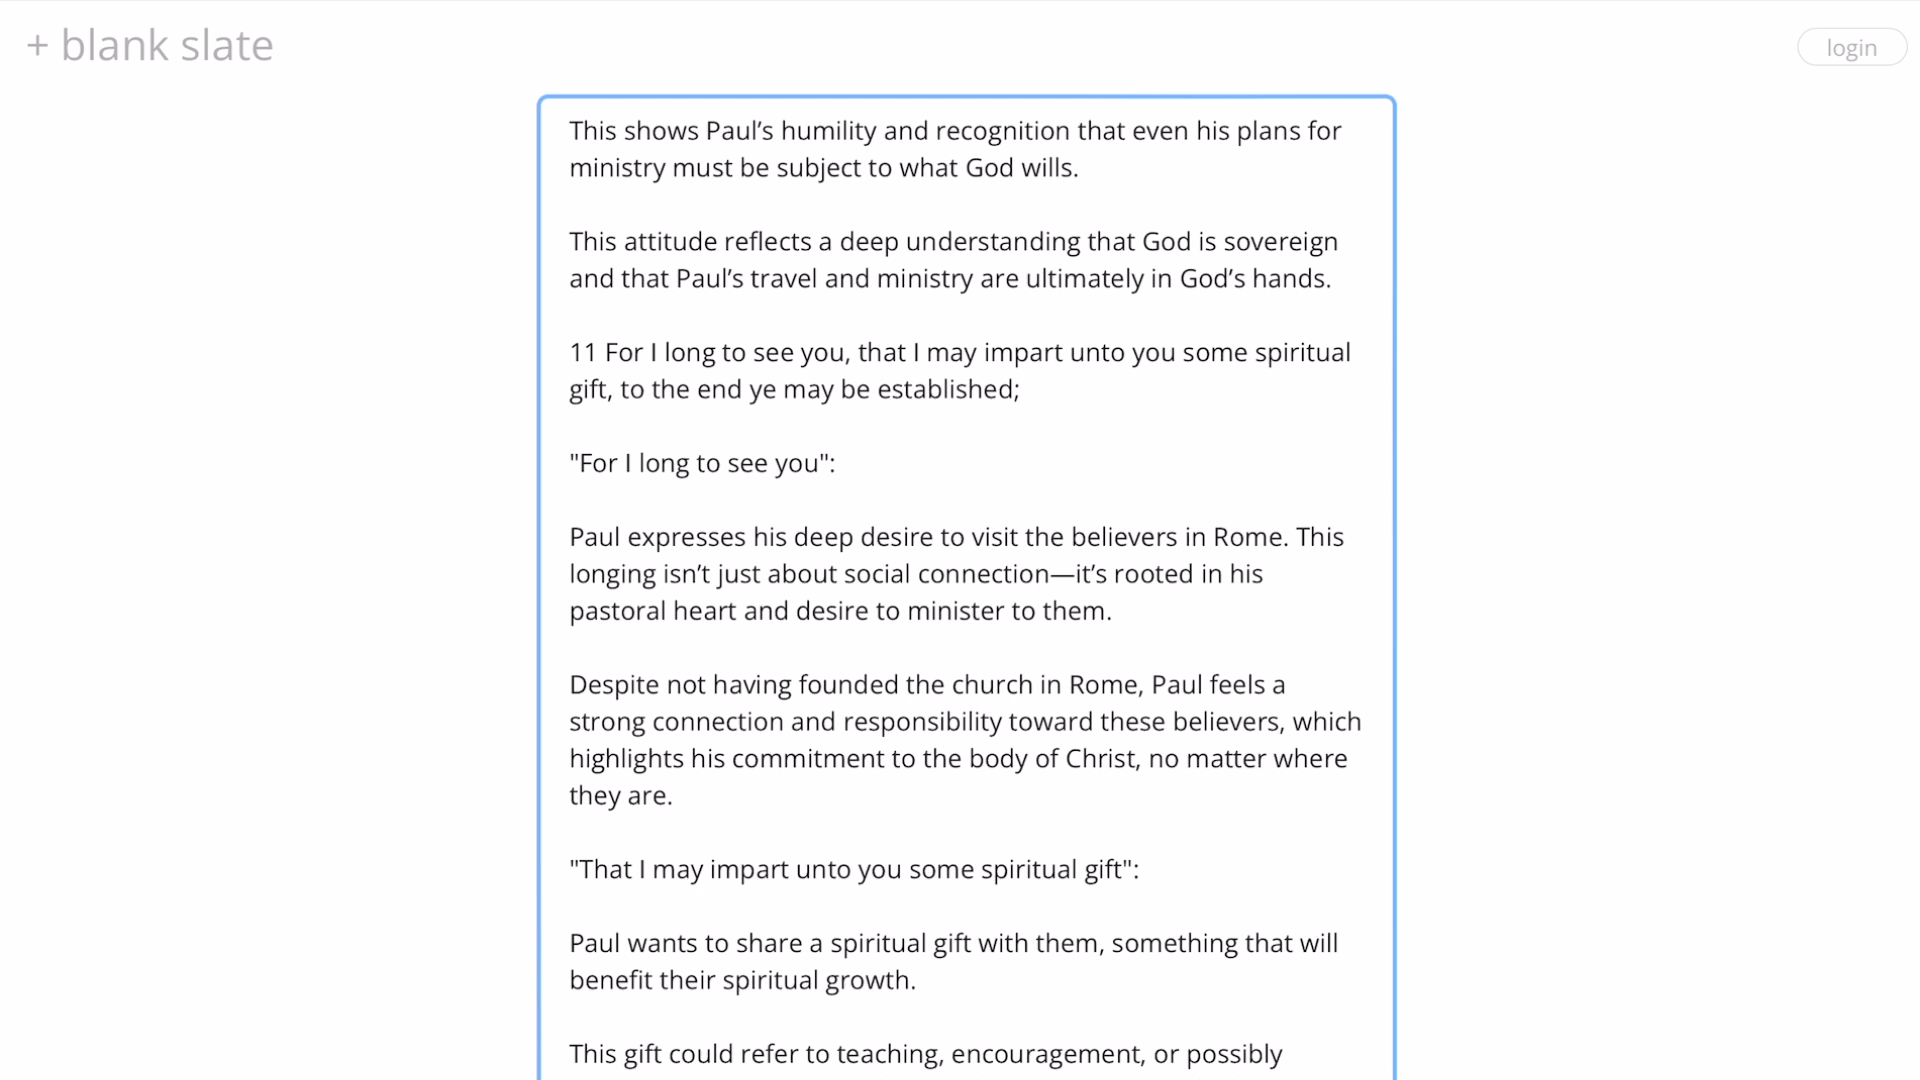 + blank slate
login
This shows Paul’s humility and recognition that even his plans for
ministry must be subject to what God wills.
This attitude reflects a deep understanding that God is sovereign
and that Paul’s travel and ministry are ultimately in God’s hands.
11 For I long to see you, that I may impart unto you some spiritual
gift, to the end ye may be established;
"For I long to see you":
Paul expresses his deep desire to visit the believers in Rome. This
longing isn’t just about social connection—it’s rooted in his
pastoral heart and desire to minister to them.
Despite not having founded the church in Rome, Paul feels a
strong connection and responsibility toward these believers, which
highlights his commitment to the body of Christ, no matter where
they are.
"That I may impart unto you some spiritual gift":
Paul wants to share a spiritual gift with them, something that will
benefit their spiritual growth.
This gift could refer to teaching, encouragement, or possibly